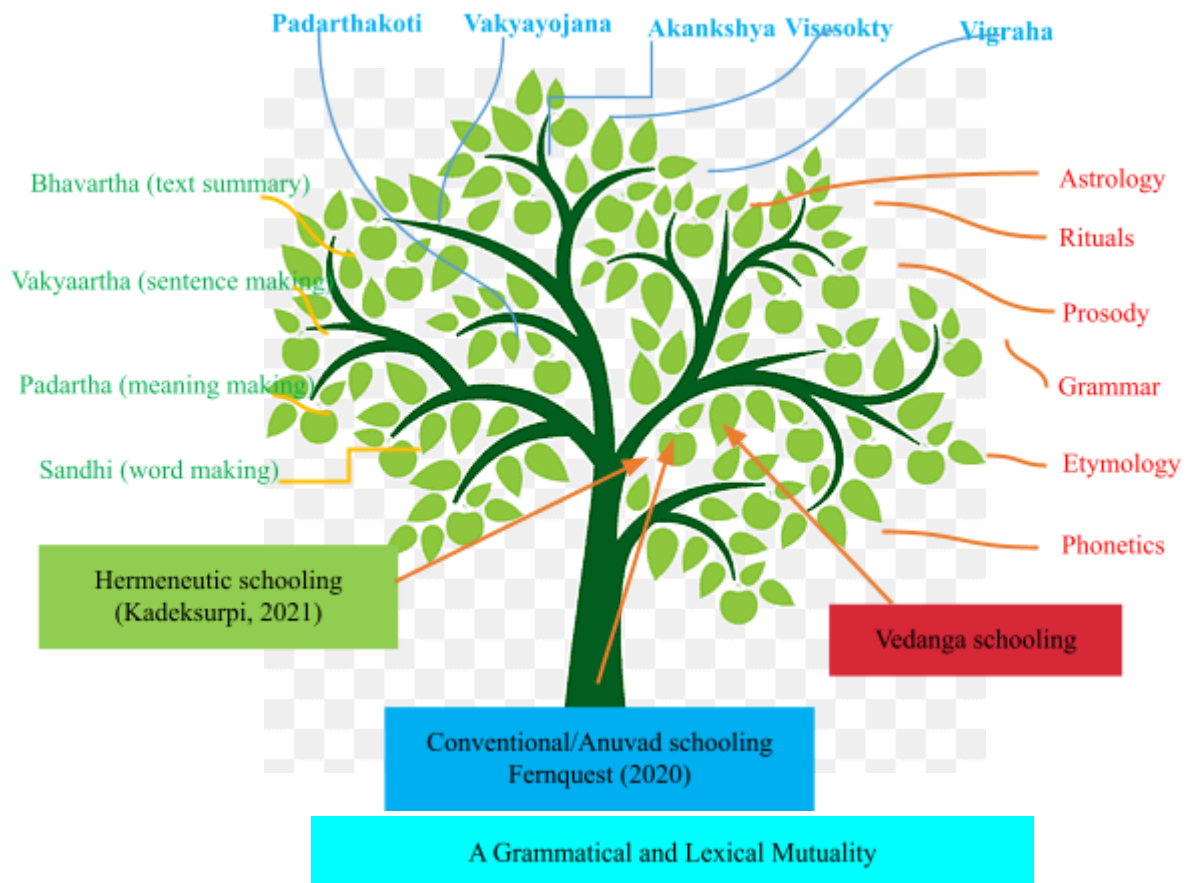 Padarthakoti
Vakyayojana
Akankshya
Visesokty
Vigraha
Bhavartha (text summary)
Vakyaartha (sentence making)
Padartha (meaning making)
Sandhi (word making)
Astrology
Rituals
Prosody
Grammar
Etymology
Phonetics
Hermeneutic schooling
(Kadeksurpi, 2021)
Vedanga schooling
Conventional/Anuvad schooling
Fernquest (2020)
A Grammatical and Lexical Mutuality